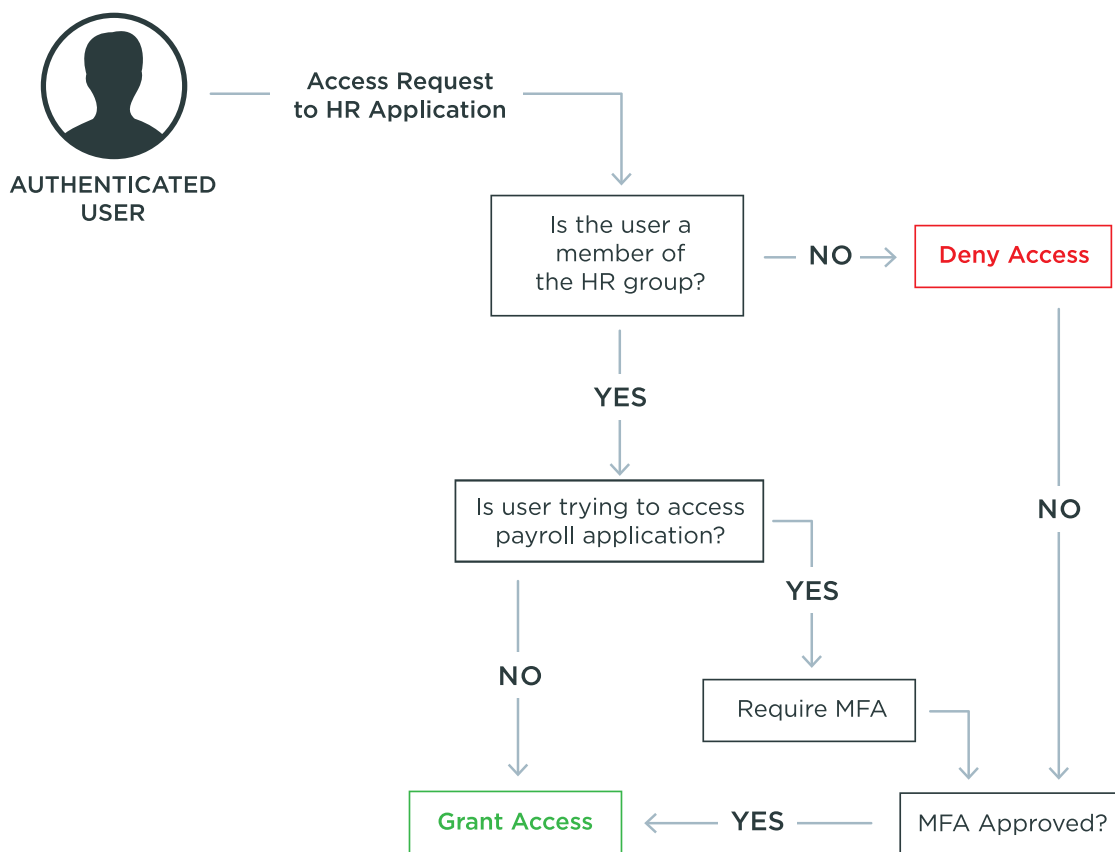 Access Request
to HR Application
AUTHENTICATED
USER
Is the user a
member of
the HR group?
NO
Deny Access
YES
NO
Is user trying to access
payroll application?
YES
NO
Require MFA
Grant Access
YES
MFA Approved?